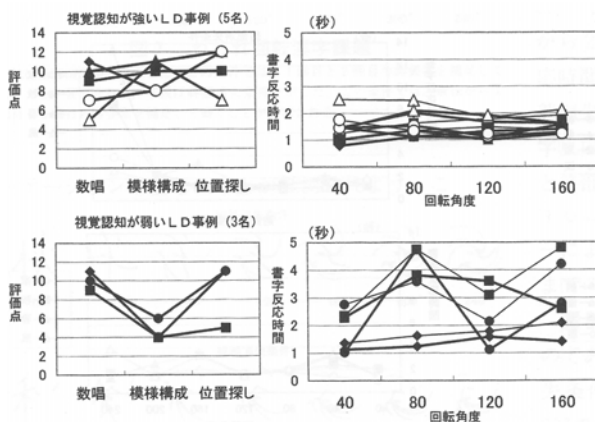 視覚認知が強いＬＤ事例（5名）
評価点
14
12
10
8
6
4
2
0
数唱 模様構成 位置探し
（秒）
書字反応時間
5
4
3
2
1
0
40 80 120 160
回転角度
視覚認知が弱いＬＤ事例（3名）
評価点
14
12
10
8
6
4
2
0
数唱 模様構成 位置探し
（秒）
書字反応時間
5
4
3
2
1
0
40 80 120 160
回転角度